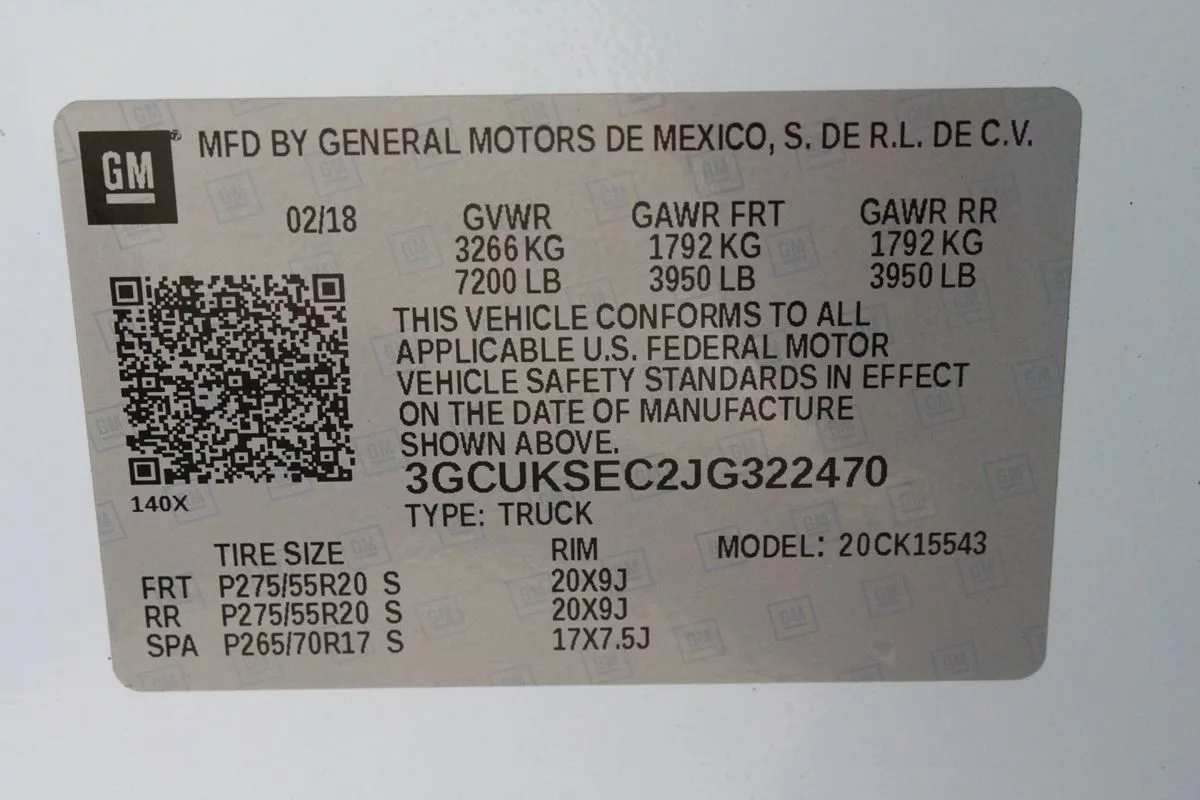 GM® MFD BY GENERAL MOTORS DE MEXICO, S. DE R.L. DE C.V.
02/18 GVWR GAWR FRT GAWR RR
3266 KG 1792 KG 1792 KG
7200 LB 3950 LB 3950 LB
THIS VEHICLE CONFORMS TO ALL
APPLICABLE U.S. FEDERAL MOTOR
VEHICLE SAFETY STANDARDS IN EFFECT
ON THE DATE OF MANUFACTURE
SHOWN ABOVE.
3GCUKSEC2JG322470
140X
TYPE: TRUCK
TIRE SIZE RIM MODEL: 20CK15543
FRT P275/55R20 S 20X9J
RR P275/55R20 S 20X9J
SPA P265/70R17 S 17X7.5J